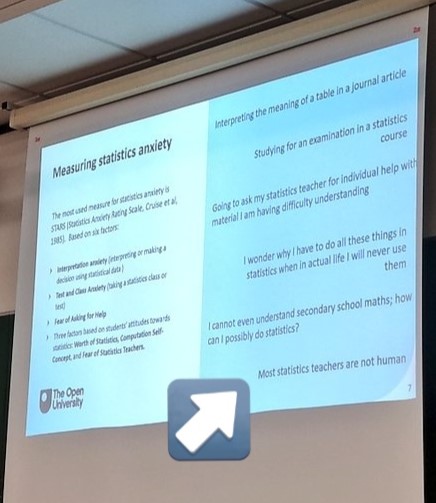 Measuring statistics anxiety
The most used measure for statistics anxiety is
STARS (Statistics Anxiety Rating Scale, Cruise et al,
1985). Based on six factors:
Interpretation anxiety (interpreting or making a
decision using statistical data)
Test and Class Anxiety (taking a statistics class or
test)
Fear of Asking for Help
Three factors based on students' attitudes towards
statistics: Worth of Statistics, Computation Self-
Concept, and Fear of Statistics Teachers.
The Open
University
Interpreting the meaning of a table in a journal article
Studying for an examination in a statistics
course
Going to ask my statistics teacher for individual help with
material I am having difficulty understanding
I wonder why I have to do all these things in
statistics when in actual life I will never use
them
I cannot even understand secondary school maths; how
can I possibly do statistics?
Most statistics teachers are not human
7